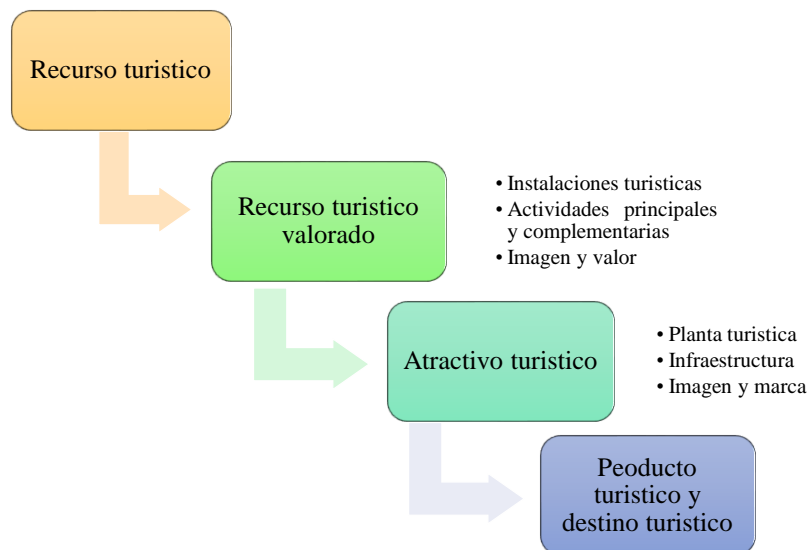 Recurso turistico
Recurso turistico
valorado
• Instalaciones turisticas
• Actividades principales
y complementarias
• Imagen y valor
Atractivo turistico
• Planta turistica
• Infraestructura
• Imagen y marca
Peoducto
turistico y
destino turistico